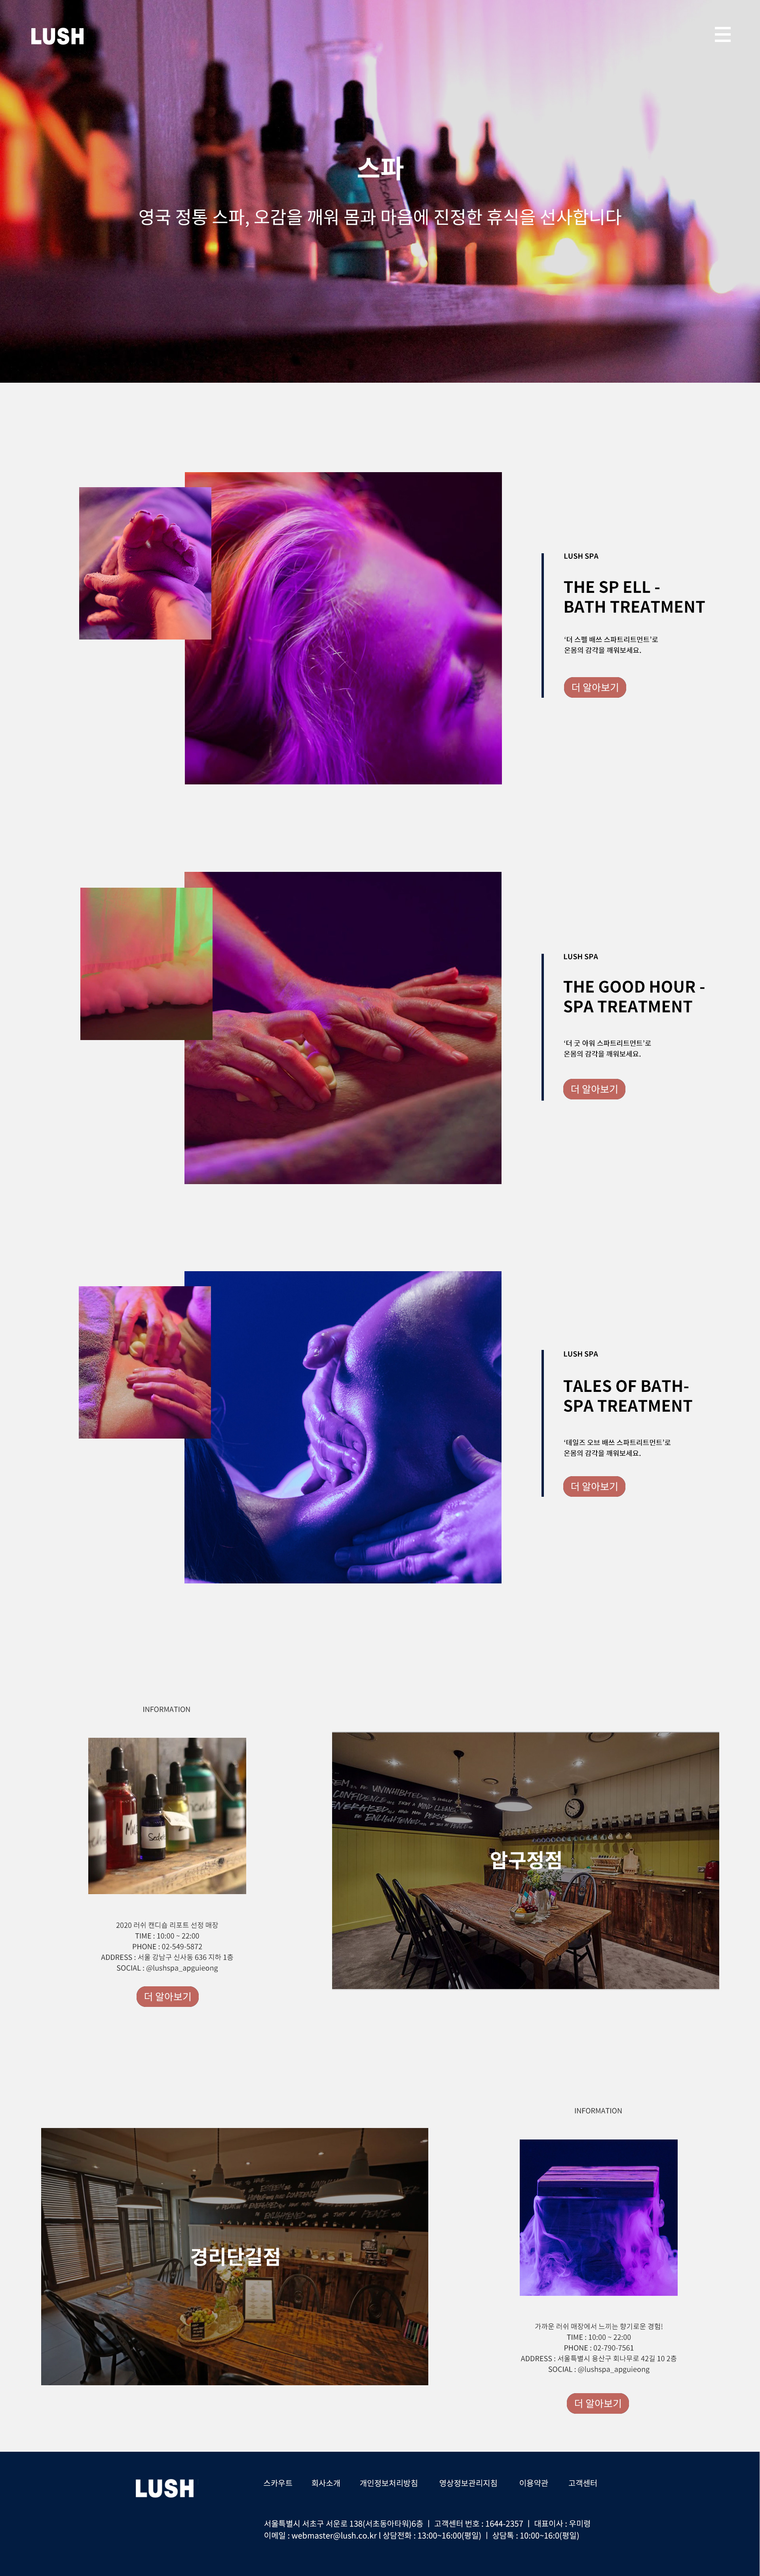 LUSH
스파
영국 정통 스파, 오감을 깨워 몸과 마음에 진정한 휴식을 선사합니다
LUSH SPA
THE SP ELL -
BATH TREATMENT
‘더 스펠 배쓰 스파트리트먼트’로
온몸의 감각을 깨워보세요.
더 알아보기
LUSH SPA
THE GOOD HOUR -
SPA TREATMENT
‘더 굿 아워 스파트리트먼트’로
온몸의 감각을 깨워보세요.
더 알아보기
LUSH SPA
TALES OF BATH-
SPA TREATMENT
‘테일즈 오브 배쓰 스파트리트먼트’로
온몸의 감각을 깨워보세요.
더 알아보기
INFORMATION
압구정점
2020 러쉬 캔디숍 리포트 선정 매장
TIME : 10:00 ~ 22:00
PHONE : 02-549-5872
ADDRESS : 서울 강남구 신사동 636 지하 1층
SOCIAL : @lushspa_apguieong
더 알아보기
INFORMATION
경리단길점
가까운 러쉬 매장에서 느끼는 향기로운 경험!
TIME : 10:00 ~ 22:00
PHONE : 02-790-7561
ADDRESS : 서울특별시 용산구 회나무로 42길 10 2층
SOCIAL : @lushspa_apguieong
더 알아보기
LUSH
스카우트 회사소개 개인정보처리방침 영상정보관리지침 이용약관 고객센터
서울특별시 서초구 서운로 138(서초동아타워)6층 ㅣ 고객센터 번호 : 1644-2357 ㅣ 대표이사 : 우미령
이메일 : webmaster@lush.co.kr l 상담전화 : 13:00~16:00(평일) ㅣ 상담톡 : 10:00~16:0(평일)